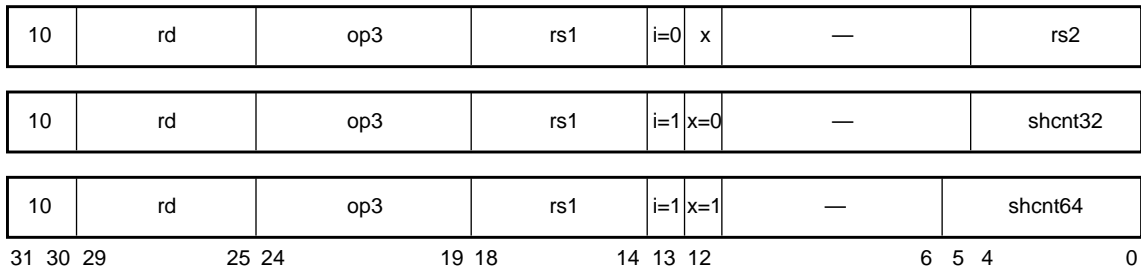 10 rd op3 rs1 i=0 x — rs2
10 rd op3 rs1 i=1 x=0 — shcnt32
10 rd op3 rs1 i=1 x=1 — shcnt64
31 30 29 25 24 19 18 14 13 12 6 5 4 0